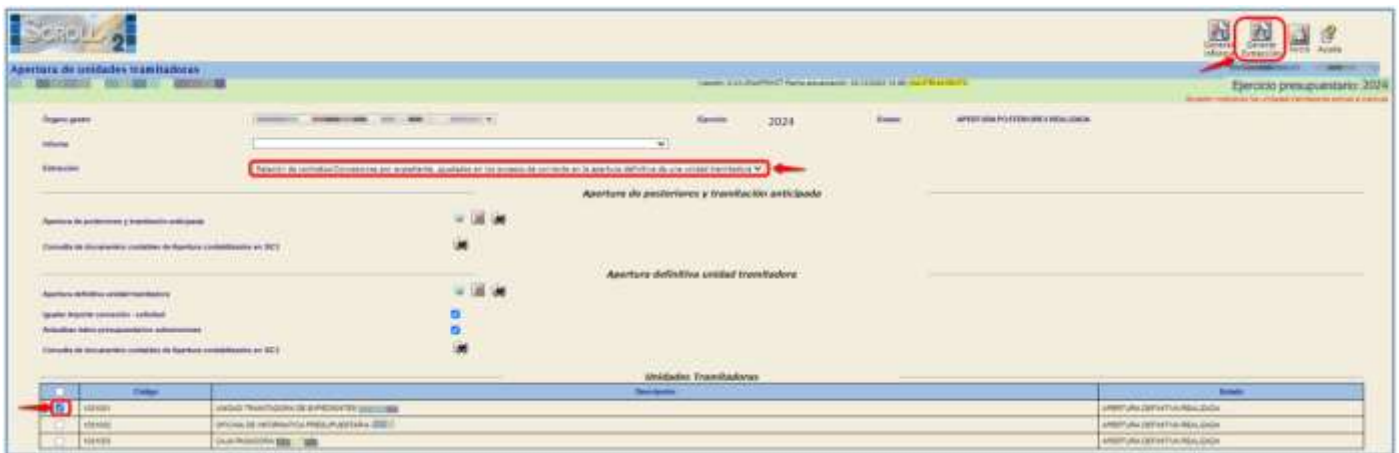 SCROLL 2
Generar Informe
Generar Extracción
Inicio
Ayuda
Apertura de unidades tramitadoras
Ejercicio presupuestario: 2024
Órgano gestor
Ejercicio 2024
Estado APERTURA POSTERIORES REALIZADA
Informe
Extracción
Relación de contratos/Concesiones por expediente, ajustados en los procesos de corriente en la apertura definitiva de una unidad tramitadora
Apertura de posteriores y tramitación anticipada
Apertura de posteriores y tramitación anticipada
Consulta de documentos contables de Apertura contabilizados en SIC3
Apertura definitiva unidad tramitadora
Apertura definitiva unidad tramitadora
Igualar importe concesión - solicitud
Actualizar datos presupuestarios subvenciones
Consulta de documentos contables de Apertura contabilizados en SIC3
Unidades Tramitadoras
Código Descripción Estado
UNIDAD TRAMITADORA DE EXPEDIENTES APERTURA DEFINITIVA REALIZADA
OFICINA DE INFORMATICA PRESUPUESTARIA APERTURA DEFINITIVA REALIZADA
CAJA PAGADORA APERTURA DEFINITIVA REALIZADA